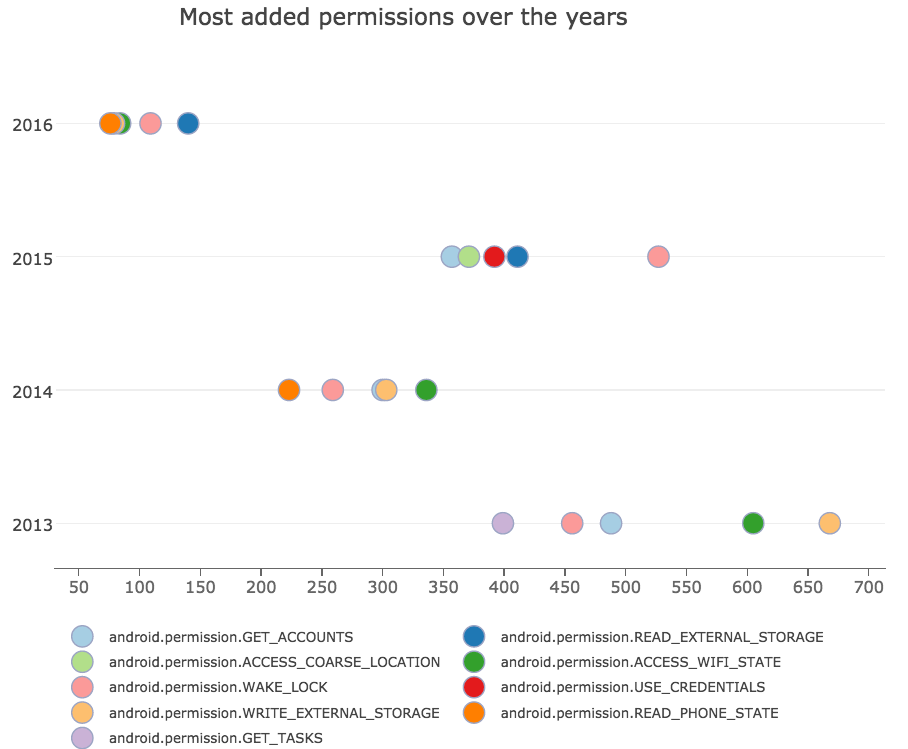 Most added permissions over the years
2016
2015
2014
2013
50 100 150 200 250 300 350 400 450 500 550 600 650 700
android.permission.GET_ACCOUNTS android.permission.READ_EXTERNAL_STORAGE
android.permission.ACCESS_COARSE_LOCATION android.permission.ACCESS_WIFI_STATE
android.permission.WAKE_LOCK android.permission.USE_CREDENTIALS
android.permission.WRITE_EXTERNAL_STORAGE android.permission.READ_PHONE_STATE
android.permission.GET_TASKS